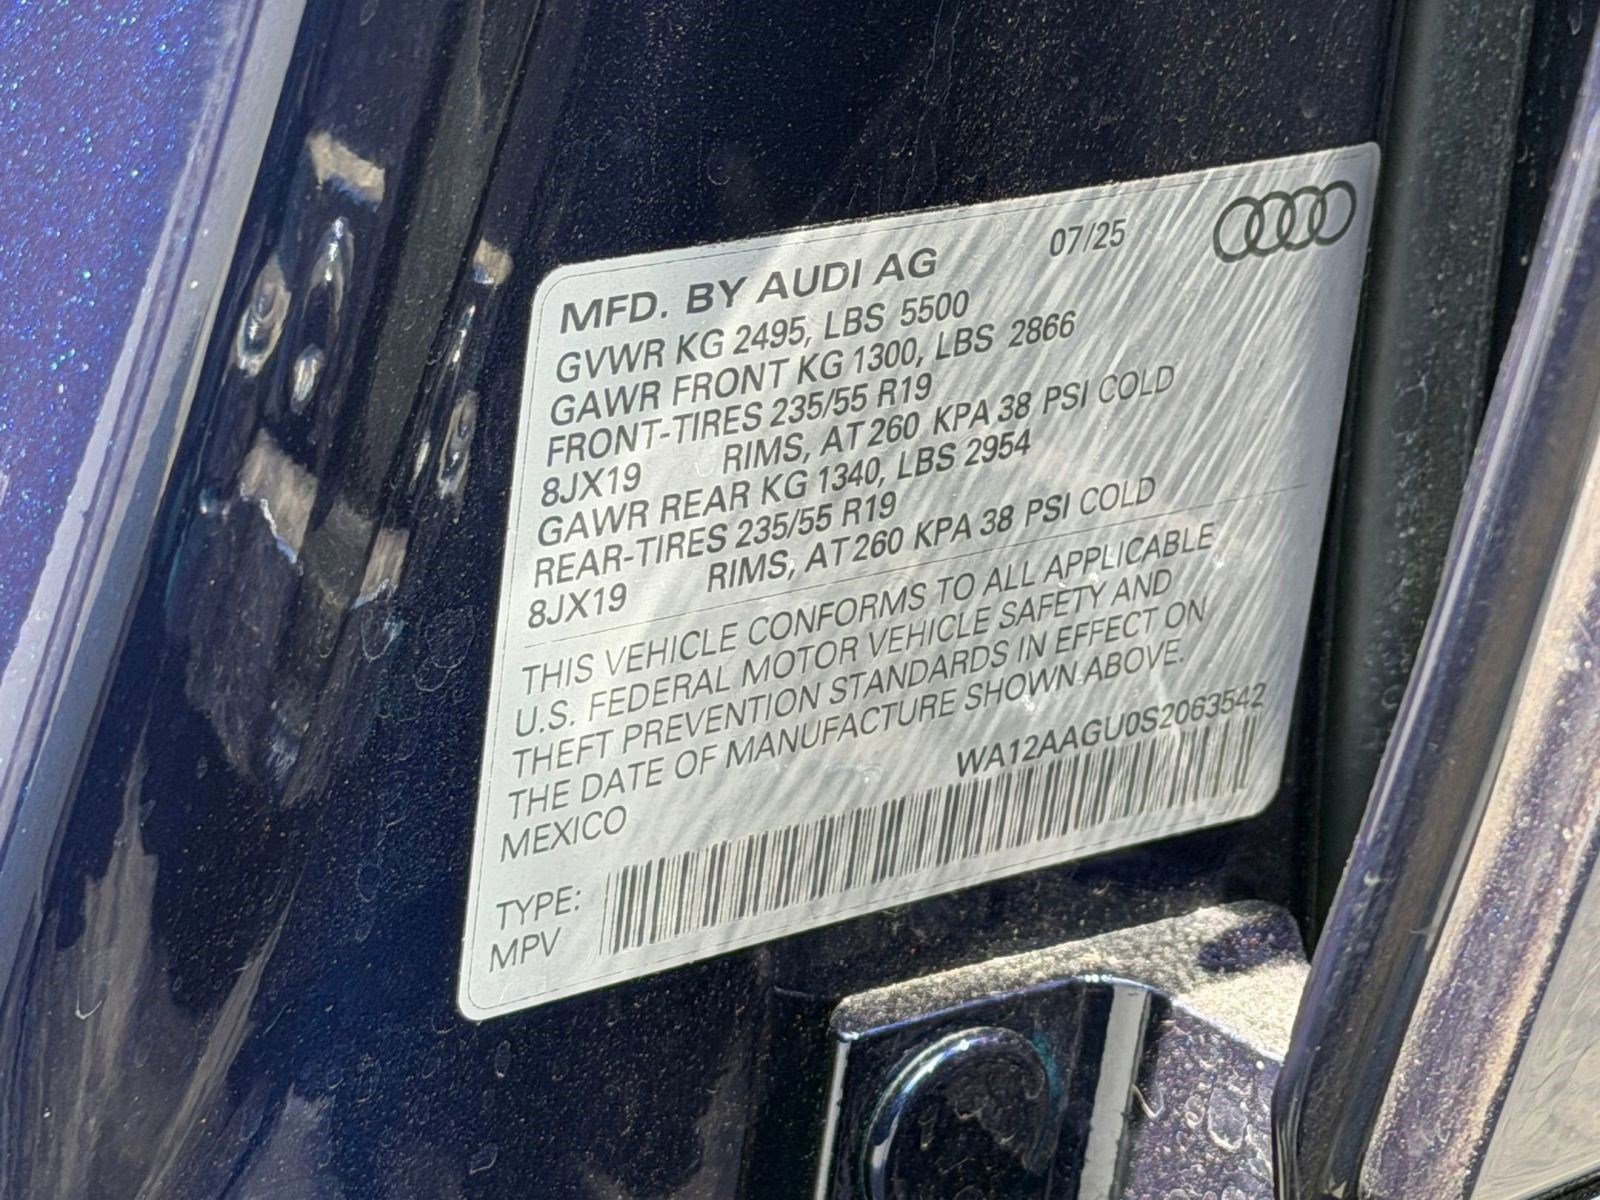 MFD. BY AUDI AG 07/25
GVWR KG 2495, LBS 5500
GAWR FRONT KG 1300, LBS 2866
FRONT-TIRES 235/55 R19
8JX19 RIMS, AT 260 KPA 38 PSI COLD
GAWR REAR KG 1340, LBS 2954
REAR-TIRES 235/55 R19
8JX19 RIMS, AT 260 KPA 38 PSI COLD
THIS VEHICLE CONFORMS TO ALL APPLICABLE
U.S. FEDERAL MOTOR VEHICLE SAFETY AND
THEFT PREVENTION STANDARDS IN EFFECT ON
THE DATE OF MANUFACTURE SHOWN ABOVE.
MEXICO WA12AAGU0S2063542
TYPE:
MPV